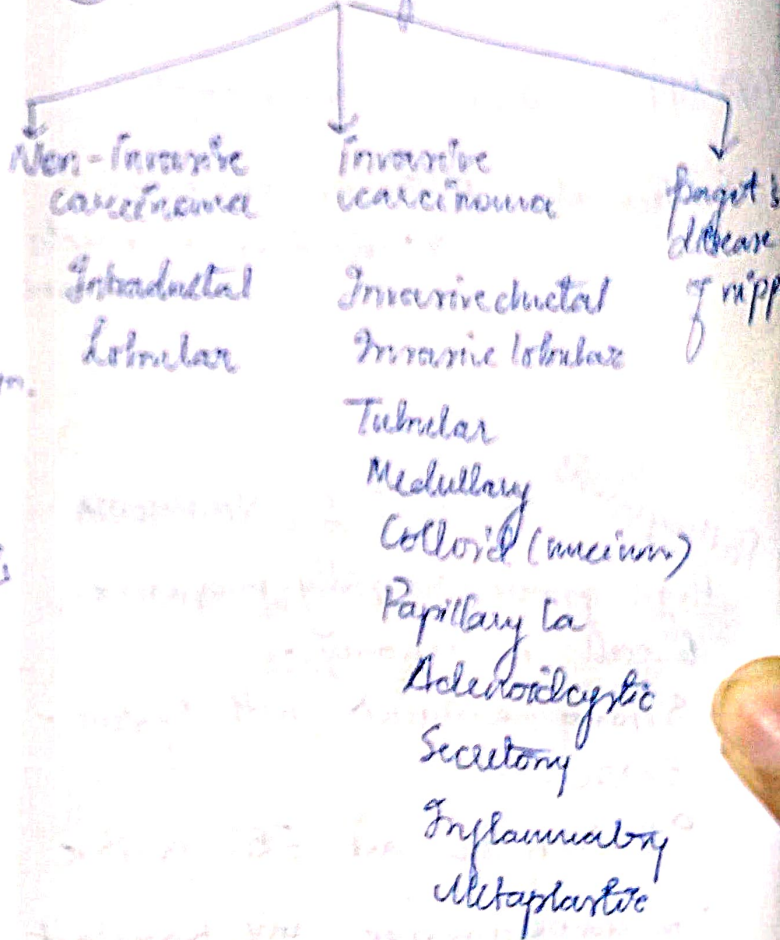 Non-Invasive
carcinoma
Intraductal
Lobular
Invasive
carcinoma
Invasive ductal
Invasive lobular
Tubular
Medullary
Colloid (mucinm)
Papillary Ca
Adenoidcystic
Secretory
Inflammatory
Metaplastic
Paget's
disease
of nipp